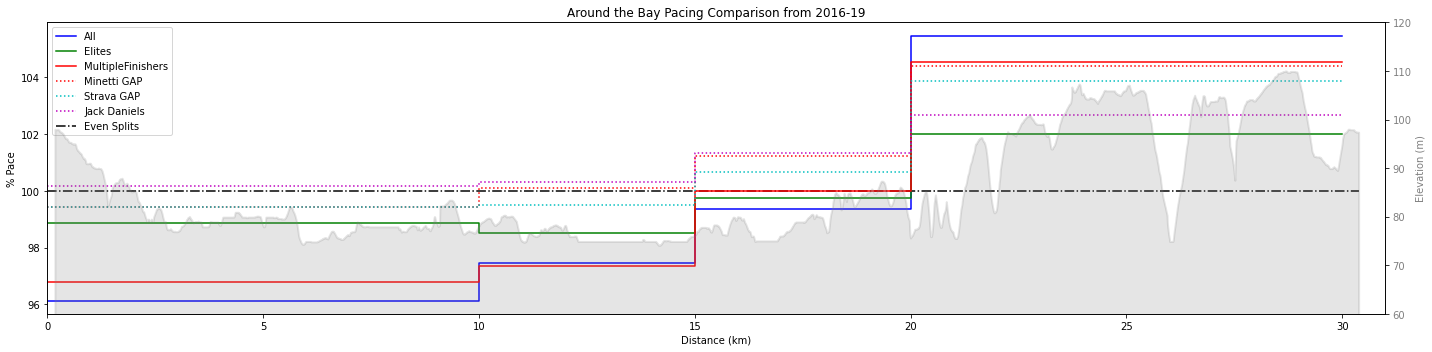 Around the Bay Pacing Comparison from 2016-19
All
Elites
MultipleFinishers
Minetti GAP
Strava GAP
Jack Daniels
Even Splits
% Pace
104
102
100
98
96
0
5
10
15
20
25
30
Distance (km)
120
110
100
90
80
70
60
Elevation (m)